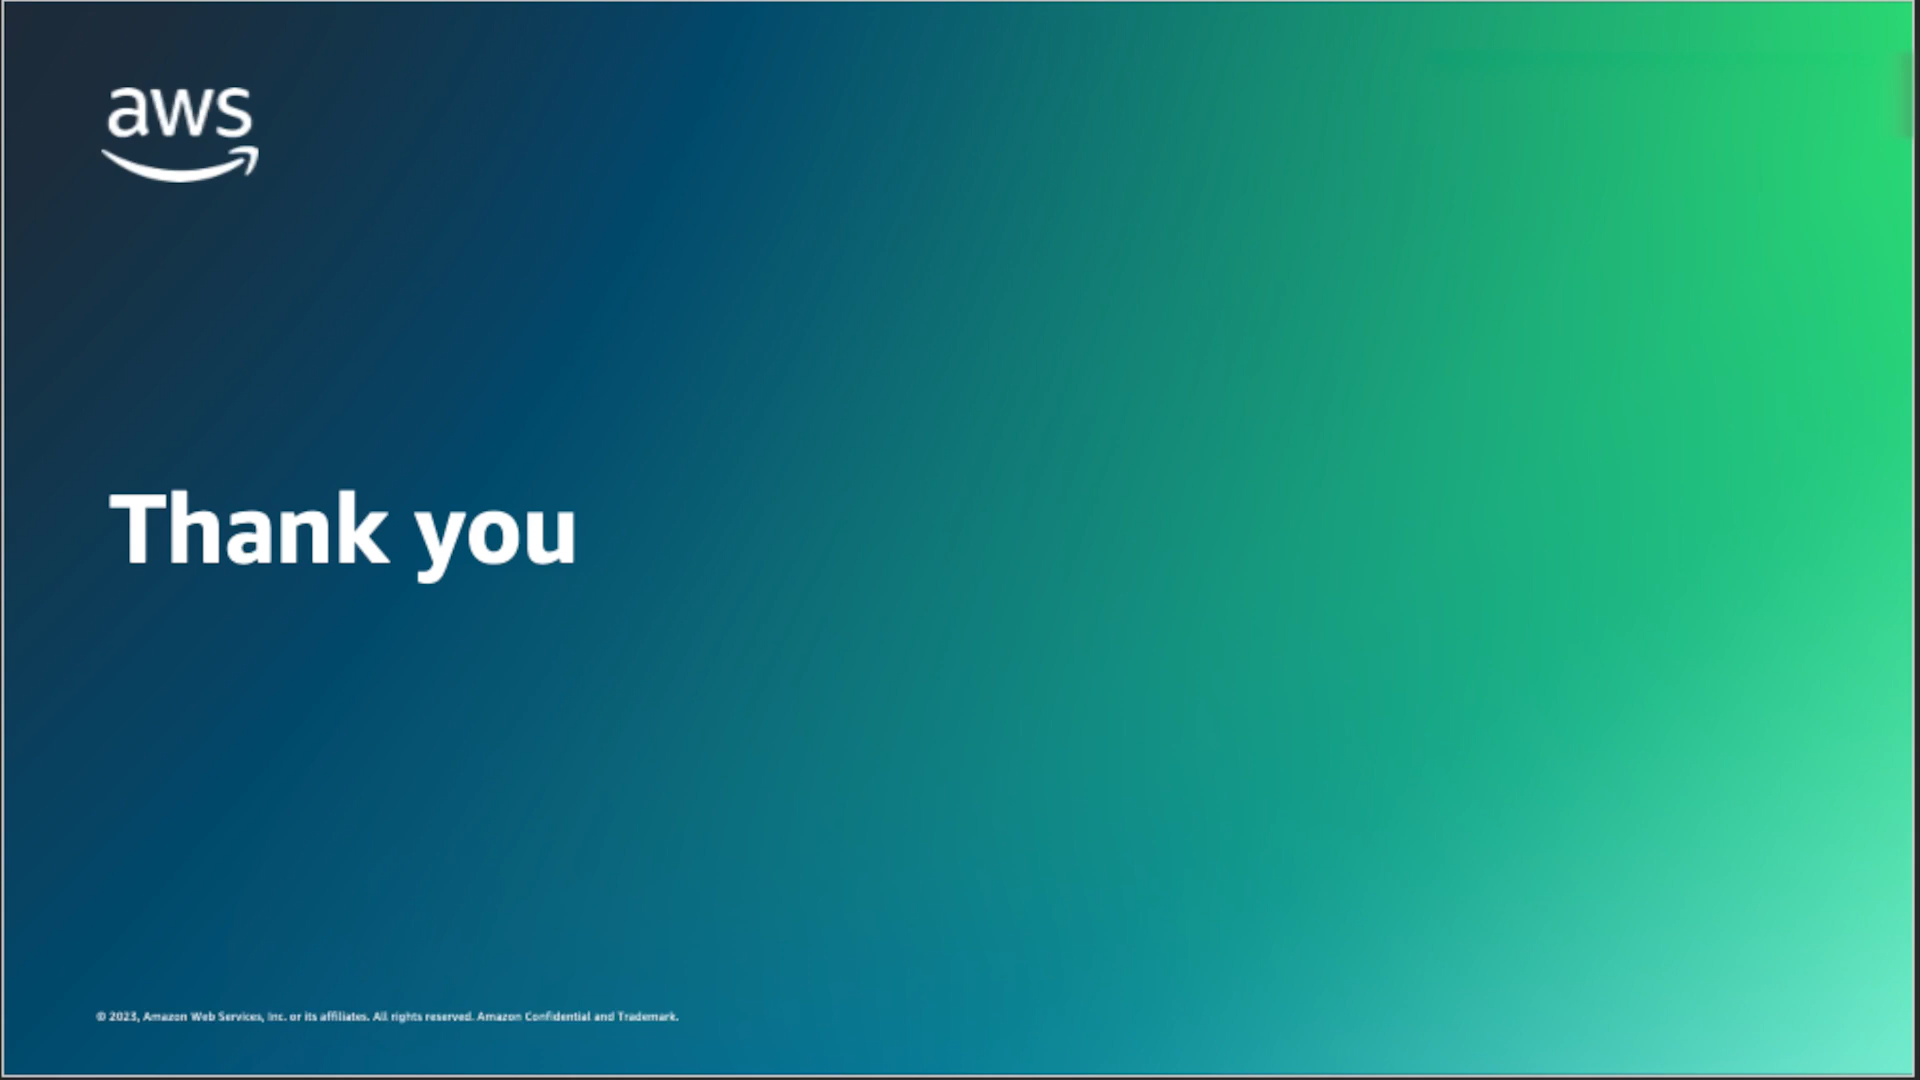 aws
Thank you
© 2023, Amazon Web Services, Inc. or its affiliates. All rights reserved. Amazon Confidential and Trademark.